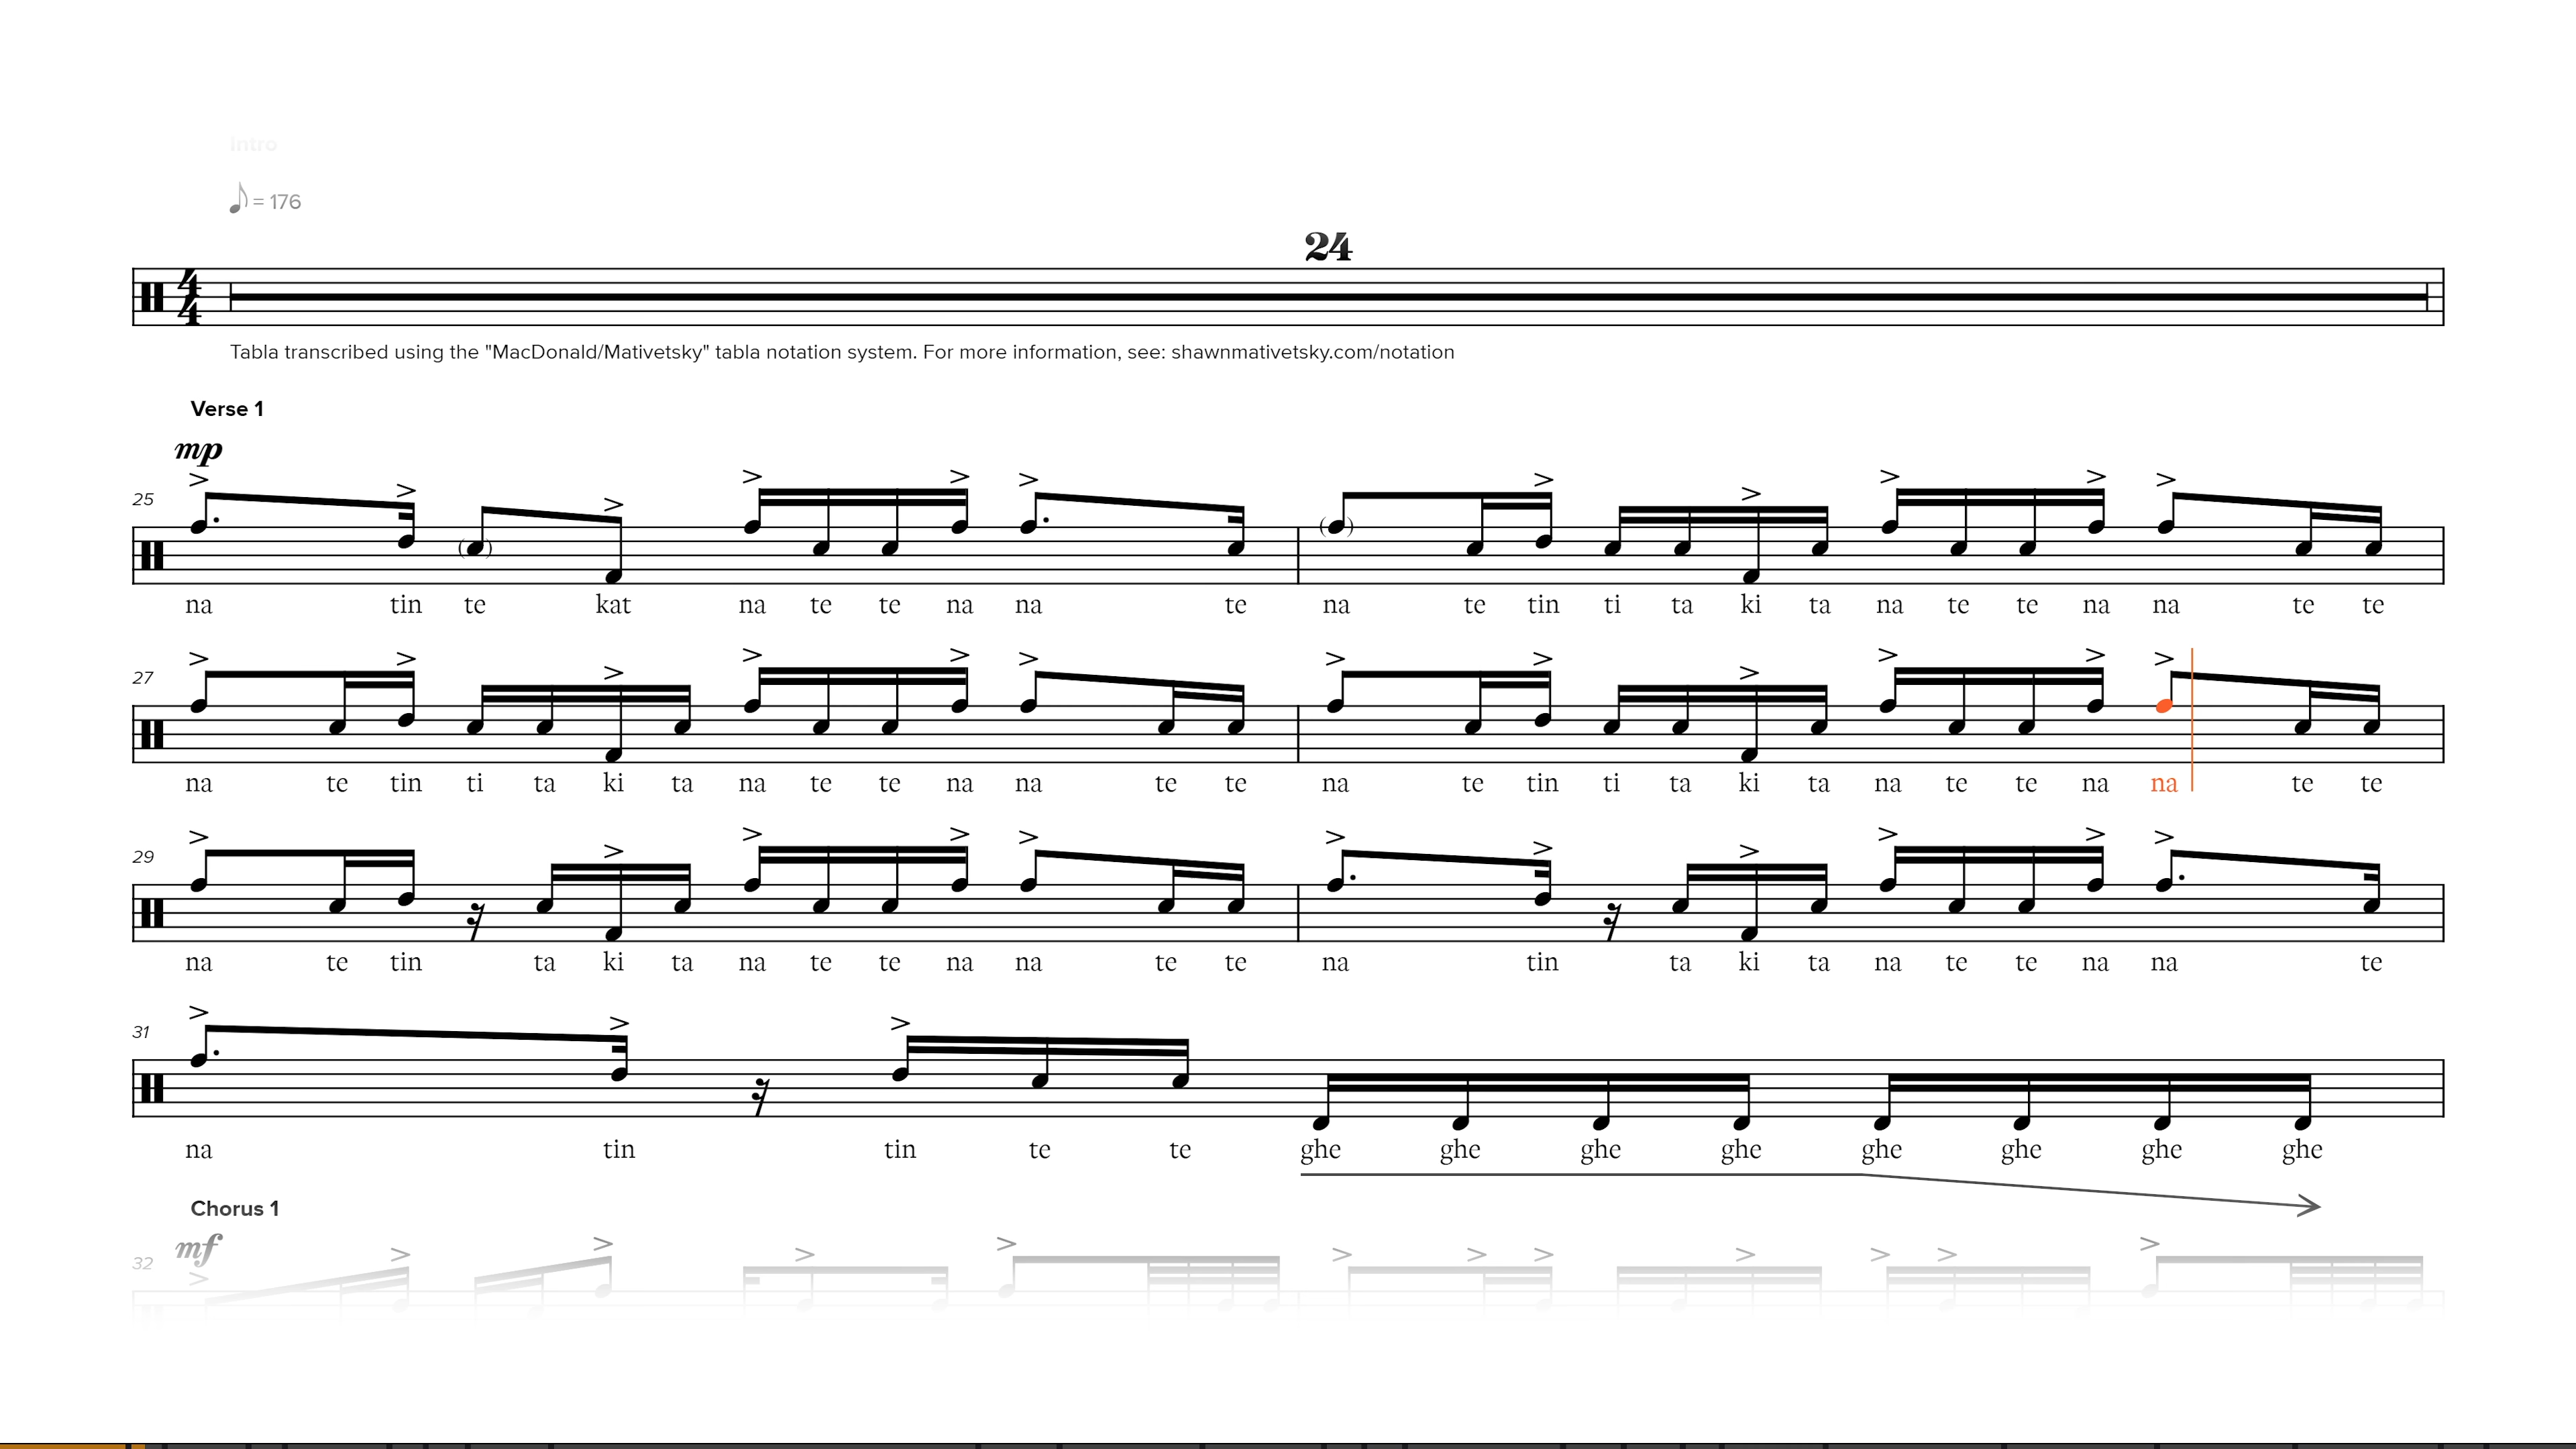 Intro
= 176
24
4
4
Tabla transcribed using the "MacDonald/Mativetsky" tabla notation system. For more information, see: shawnmativetsky.com/notation
Verse 1
mp
25
na tin te kat na te te na na te na te tin ti ta ki ta na te te na na te te
27
na te tin ti ta ki ta na te te na na te te na te tin ti ta ki ta na te te na na te te
29
na te tin ta ki ta na te te na na te te na tin ta ki ta na te te na na te
31
na tin tin te te ghe ghe ghe ghe ghe ghe ghe ghe
Chorus 1
mf
32